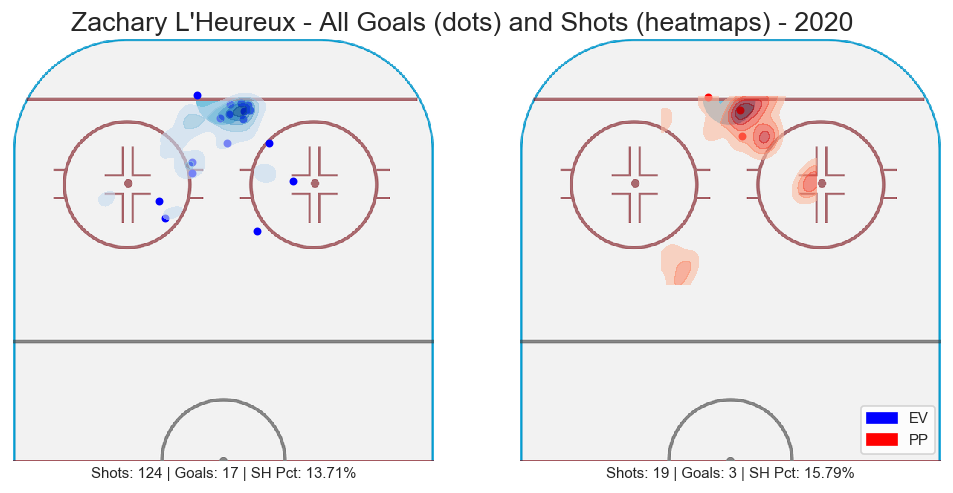 Zachary L'Heureux - All Goals (dots) and Shots (heatmaps) - 2020
EV
PP
Shots: 124 | Goals: 17 | SH Pct: 13.71%
Shots: 19 | Goals: 3 | SH Pct: 15.79%